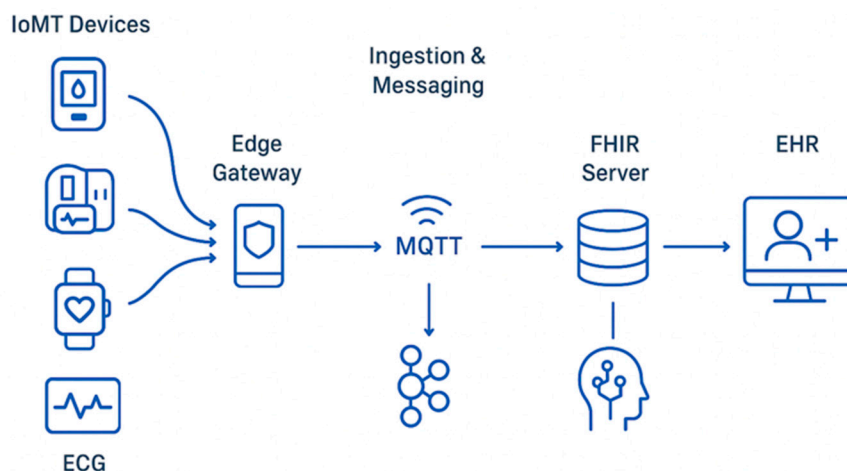 IoMT Devices
Ingestion &
Messaging
Edge
Gateway
FHIR
Server
EHR
MQTT
ECG